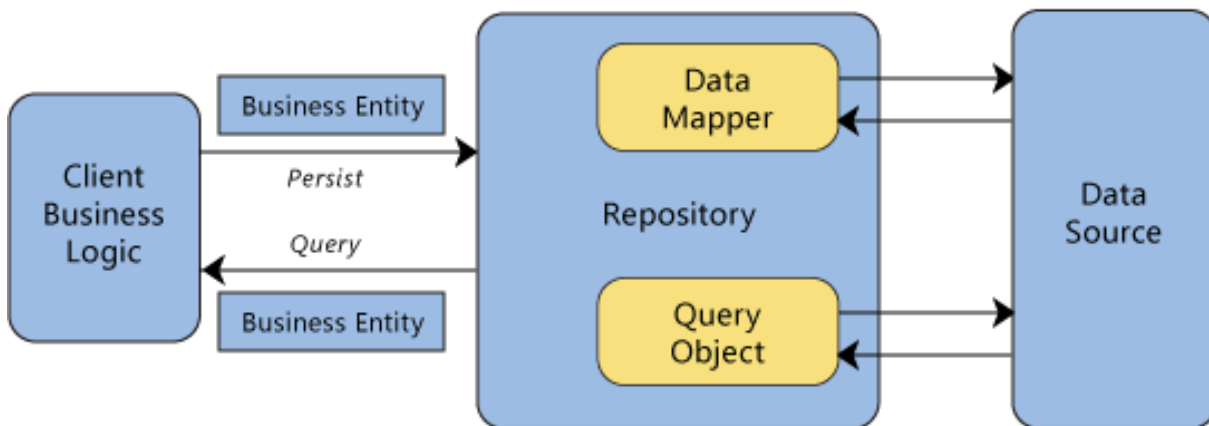 Client
Business
Logic
Business Entity
Persist
Query
Business Entity
Data
Mapper
Repository
Query
Object
Data
Source